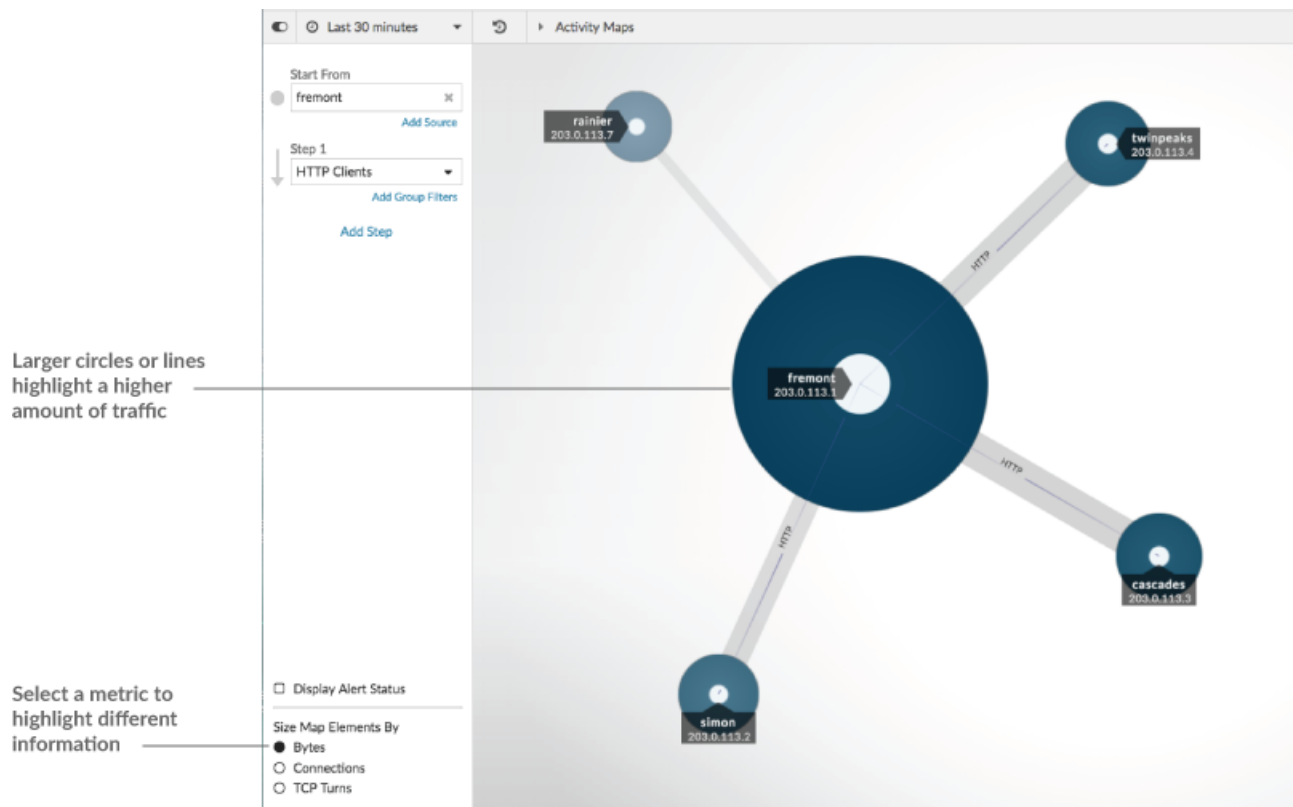 Last 30 minutes
Activity Maps
Start From
fremont
Add Source
Step 1
HTTP Clients
Add Group Filters
Add Step
Larger circles or lines
highlight a higher
amount of traffic
Select a metric to
highlight different
information
Display Alert Status
Size Map Elements By
Bytes
Connections
TCP Turns
rainier
203.0.113.7
twinpeaks
203.0.113.4
HTTP
fremont
203.0.113.1
HTTP
cascades
203.0.113.3
HTTP
simon
203.0.113.2